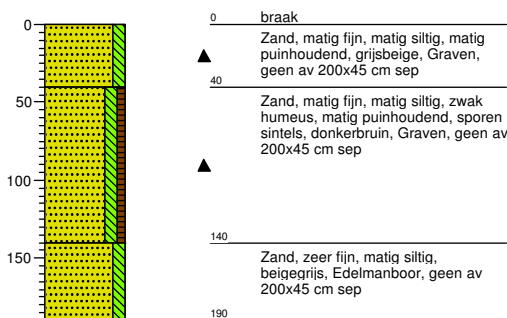 0
50
100
150
0
braak
Zand, matig fijn, matig siltig, matig
puinhoudend, grijsbeige, Graven,
geen av 200x45 cm sep
40
Zand, matig fijn, matig siltig, zwak
humeus, matig puinhoudend, sporen
sintels, donkerbruin, Graven, geen av
200x45 cm sep
140
Zand, zeer fijn, matig siltig,
beigegrijs, Edelmanboor, geen av
200x45 cm sep
190